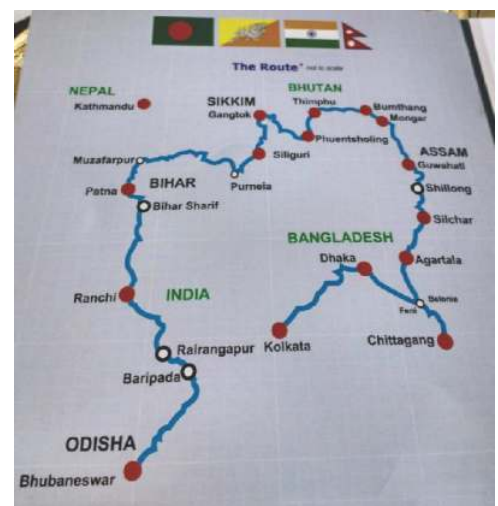 The Route* not to scale
NEPAL
Kathmandu
SIKKIM
Gangtok
BHUTAN
Thimphu
Bumthang
Mongar
Phuentsholing
ASSAM
Guwahati
Muzafarpur
Siliguri
Purneia
BIHAR
Patna
Bihar Sharif
Shillong
Silchar
BANGLADESH
Dhaka
Agartala
Ranchi
INDIA
Belonia
Feni
Rairangapur
Kolkata
Chittagang
Baripada
ODISHA
Bhubaneswar